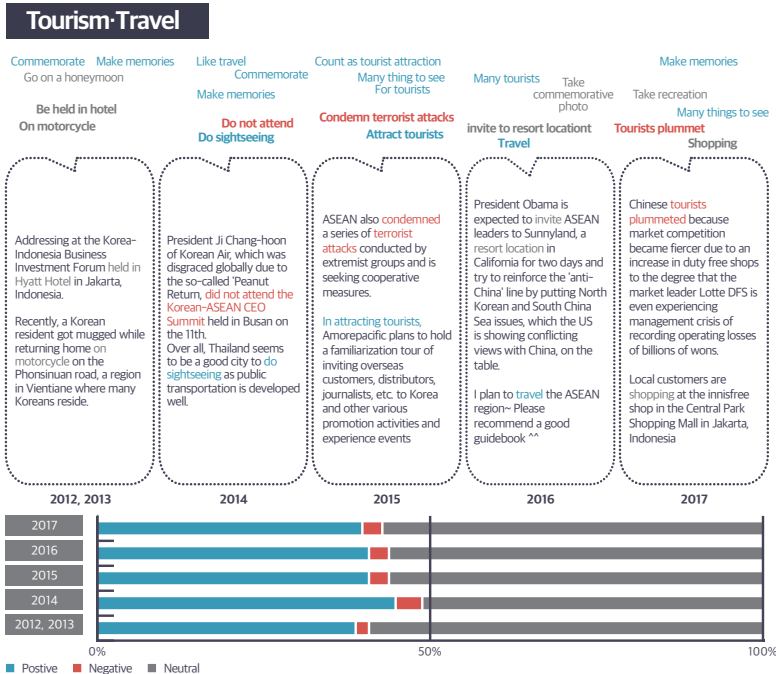 Tourism·Travel
Commemorate Make memories
Go on a honeymoon
Be held in hotel
On motorcycle
Like travel
Commemorate
Make memories
Do not attend
Do sightseeing
Count as tourist attraction
Many thing to see
For tourists
Condemn terrorist attacks
Attract tourists
Many tourists
Take
commemorative
photo
invite to resort locationt
Travel
Make memories
Take recreation
Many things to see
Tourists plummet
Shopping
Addressing at the Korea-
Indonesia Business
Investment Forum held in
Hyatt Hotel in Jakarta,
Indonesia.
Recently, a Korean
resident got mugged while
returning home on
motorcycle on the
Phonsinuan road, a region
in Vientiane where many
Koreans reside.
2012, 2013
President Ji Chang-hoon
of Korean Air, which was
disgraced globally due to
the so-called 'Peanut
Return, did not attend the
Korean-ASEAN CEO
Summit held in Busan on
the 11th.
Over all, Thailand seems
to be a good city to do
sightseeing as public
transportation is developed
well.
2014
ASEAN also condemned
a series of terrorist
attacks conducted by
extremist groups and is
seeking cooperative
measures.
In attracting tourists,
Amorepacific plans to hold
a familiarization tour of
inviting overseas
customers, distributors,
journalists, etc. to Korea
and other various
promotion activities and
experience events
2015
President Obama is
expected to invite ASEAN
leaders to Sunnyland, a
resort location in
California for two days and
try to reinforce the 'anti-
China' line by putting North
Korean and South China
Sea issues, which the US
is showing conflicting
views with China, on the
table.
I plan to travel the ASEAN
region~ Please
recommend a good
guidebook ^^
2016
Chinese tourists
plummeted because
market competition
became fiercer due to an
increase in duty free shops
to the degree that the
market leader Lotte DFS is
even experiencing
management crisis of
recording operating losses
of billions of wons.
Local customers are
shopping at the innisfree
shop in the Central Park
Shopping Mall in Jakarta,
Indonesia
2017
2017
2016
2015
2014
2012, 2013
0% 50% 100%
Postive Negative Neutral